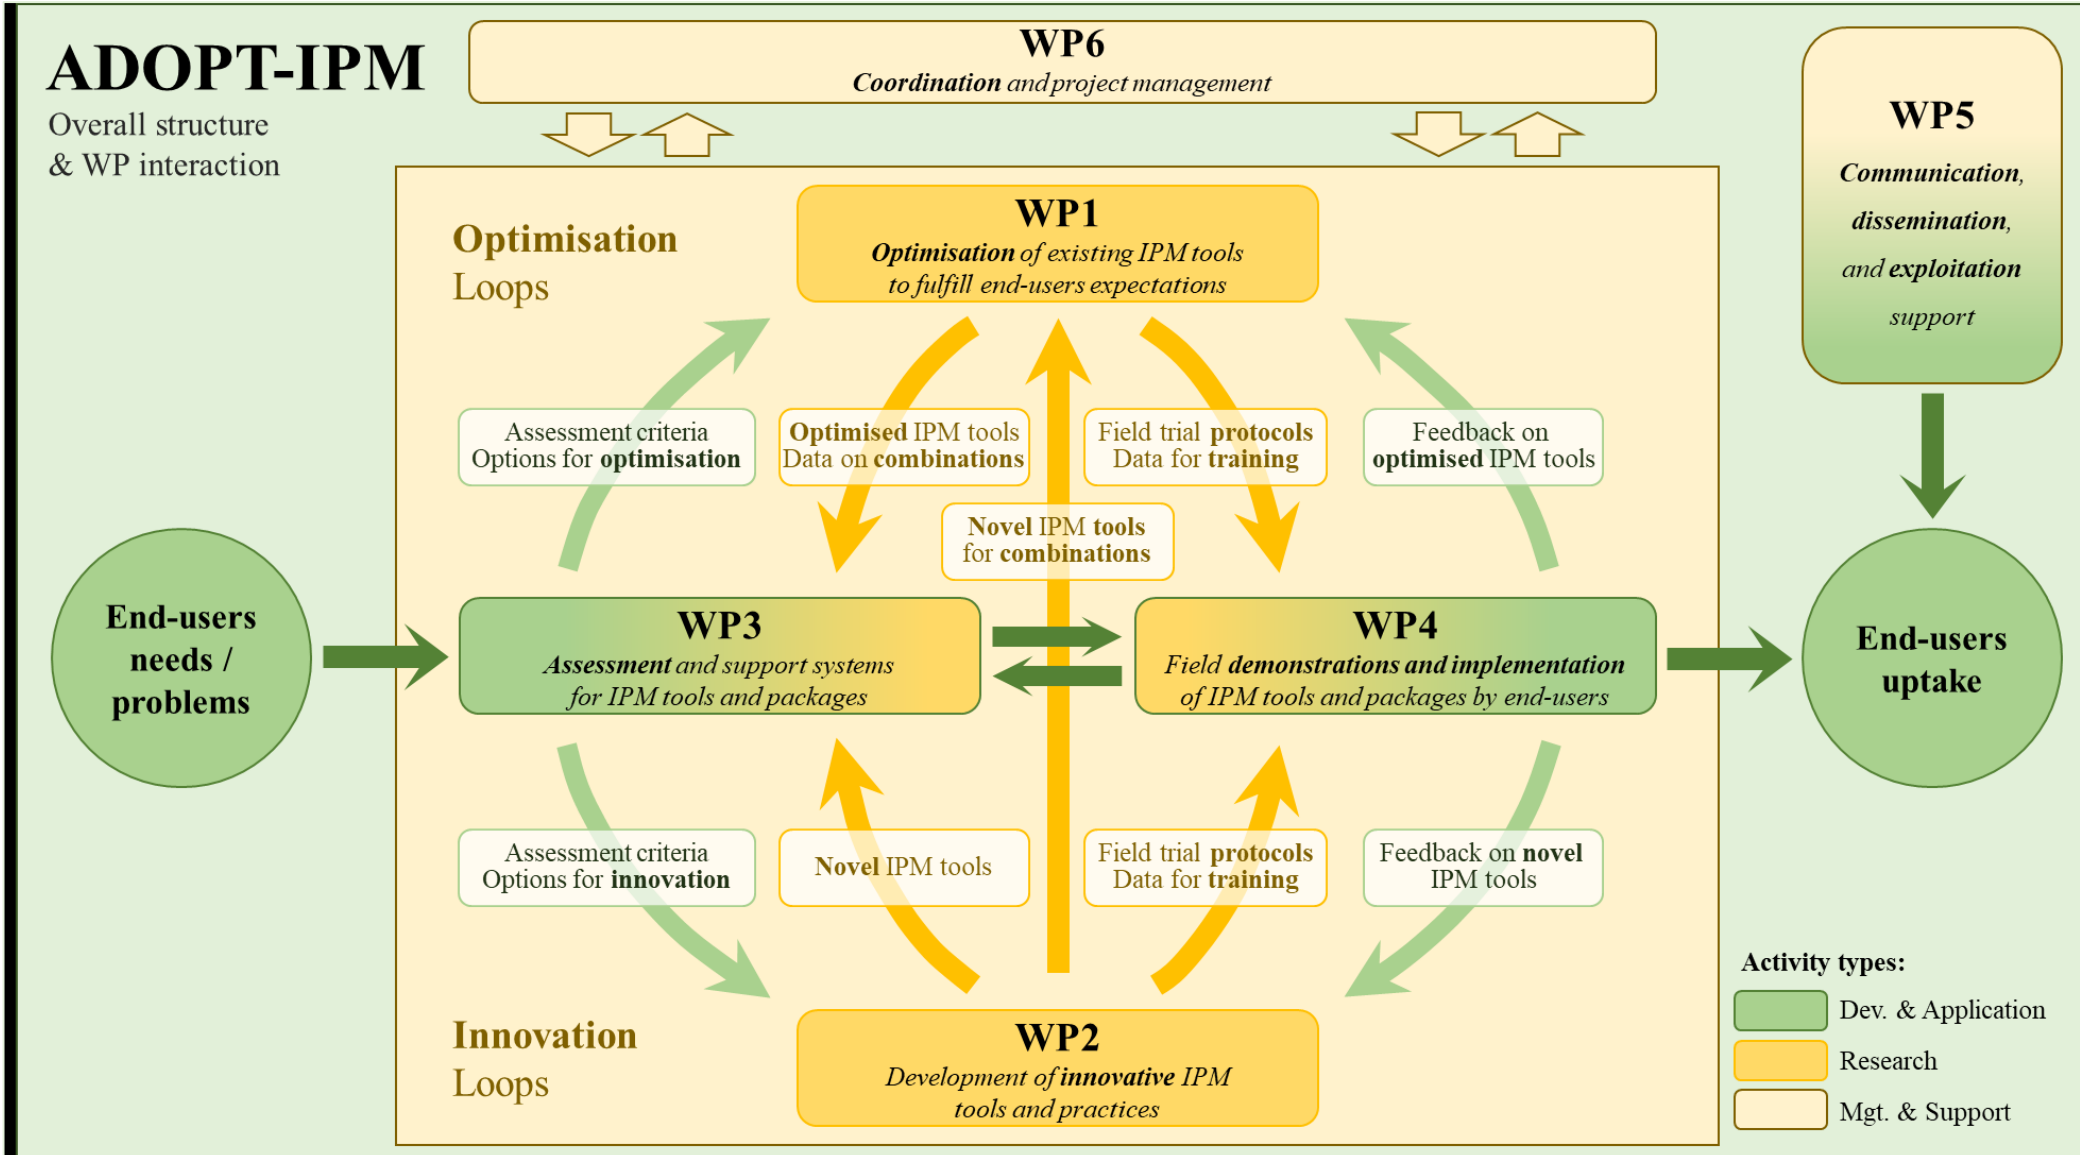 ADOPT-IPM
Overall structure
& WP interaction
WP6
Coordination and project management
WP5
Communication,
dissemination,
and exploitation
support
Optimisation
Loops
WP1
Optimisation of existing IPM tools
to fulfill end-users expectations
Assessment criteria
Options for optimisation
Optimised IPM tools
Data on combinations
Field trial protocols
Data for training
Feedback on
optimised IPM tools
Novel IPM tools
for combinations
End-users
needs /
problems
WP3
Assessment and support systems
for IPM tools and packages
WP4
Field demonstrations and implementation
of IPM tools and packages by end-users
End-users
uptake
Assessment criteria
Options for innovation
Novel IPM tools
Field trial protocols
Data for training
Feedback on novel
IPM tools
Innovation
Loops
WP2
Development of innovative IPM
tools and practices
Activity types:
Dev. & Application
Research
Mgt. & Support